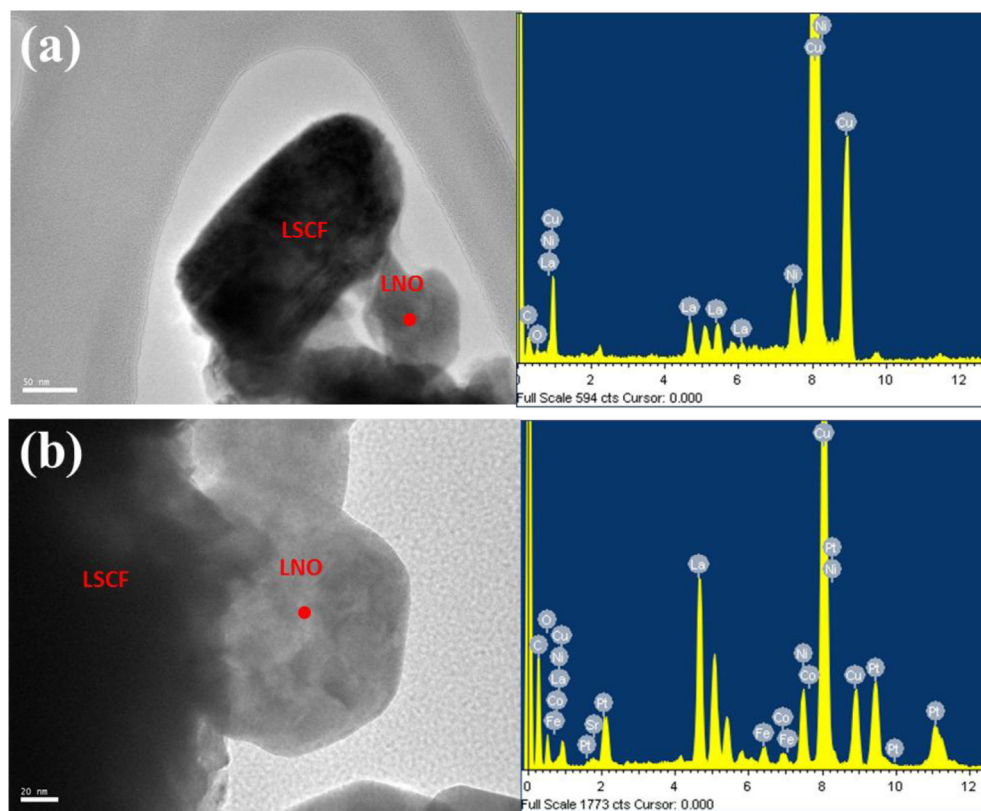 (a)
LSCF
LNO
50 nm
Ni
Cu
Cu
Cu
Ni
La
C
O
La
La
La
Ni
0 2 4 6 8 10 12
Full Scale 594 cts Cursor: 0.000
(b)
LSCF
LNO
20 nm
Cu
Pt
Ni
La
O
Cu
C
Ni
La
Co
Fe
Pt
Sr
Pt
Fe
Co
Fe
Ni
Co
Cu
Pt
Pt
Pt
0 2 4 6 8 10 12
Full Scale 1773 cts Cursor: 0.000